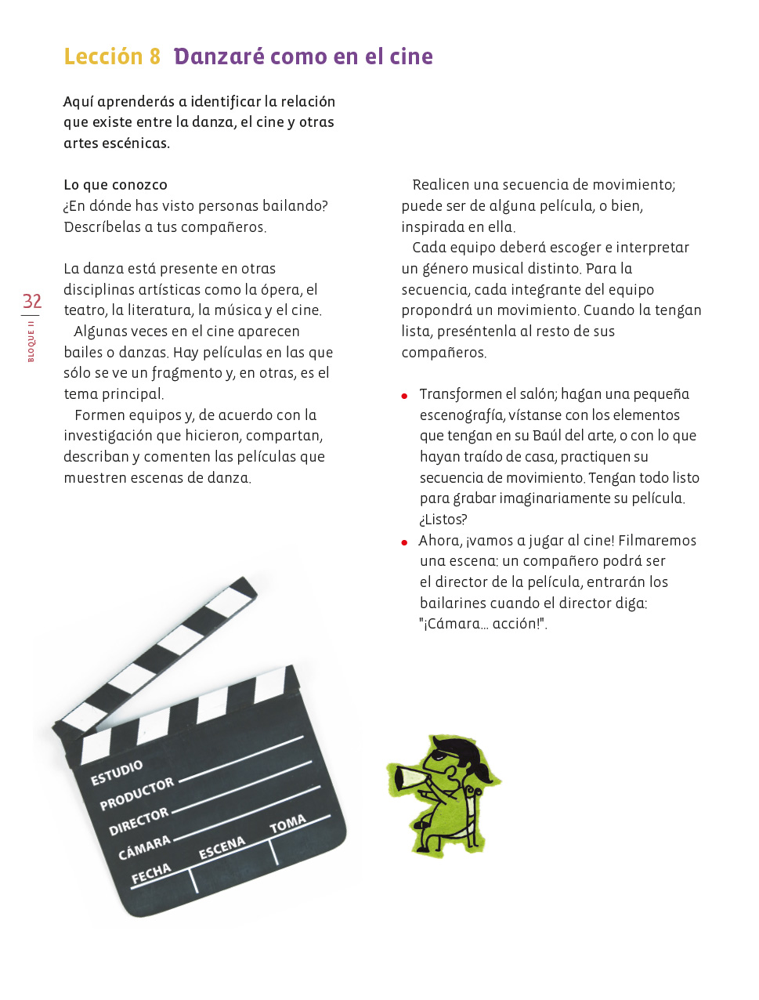 Lección 8 Danzaré como en el cine
Aquí aprenderás a identificar la relación
que existe entre la danza, el cine y otras
artes escénicas.
Lo que conozco
¿En dónde has visto personas bailando?
Descríbelas a tus compañeros.
La danza está presente en otras
disciplinas artísticas como la ópera, el
teatro, la literatura, la música y el cine.
Algunas veces en el cine aparecen
bailes o danzas. Hay películas en las que
sólo se ve un fragmento y, en otras, es el
tema principal.
Formen equipos y, de acuerdo con la
investigación que hicieron, compartan,
describan y comenten las películas que
muestren escenas de danza.
Realicen una secuencia de movimiento;
puede ser de alguna película, o bien,
inspirada en ella.
Cada equipo deberá escoger e interpretar
un género musical distinto. Para la
secuencia, cada integrante del equipo
propondrá un movimiento. Cuando la tengan
lista, preséntenla al resto de sus
compañeros.
• Transformen el salón; hagan una pequeña
escenografía, vístanse con los elementos
que tengan en su Baúl del arte, o con lo que
hayan traído de casa, practiquen su
secuencia de movimiento. Tengan todo listo
para grabar imaginariamente su película.
¿Listos?
• Ahora, ¡vamos a jugar al cine! Filmaremos
una escena: un compañero podrá ser
el director de la película, entrarán los
bailarines cuando el director diga:
"¡Cámara... acción!".
32
BLOQUE II
ESTUDIO
PRODUCTOR
DIRECTOR
CÁMARA
FECHA ESCENA TOMA